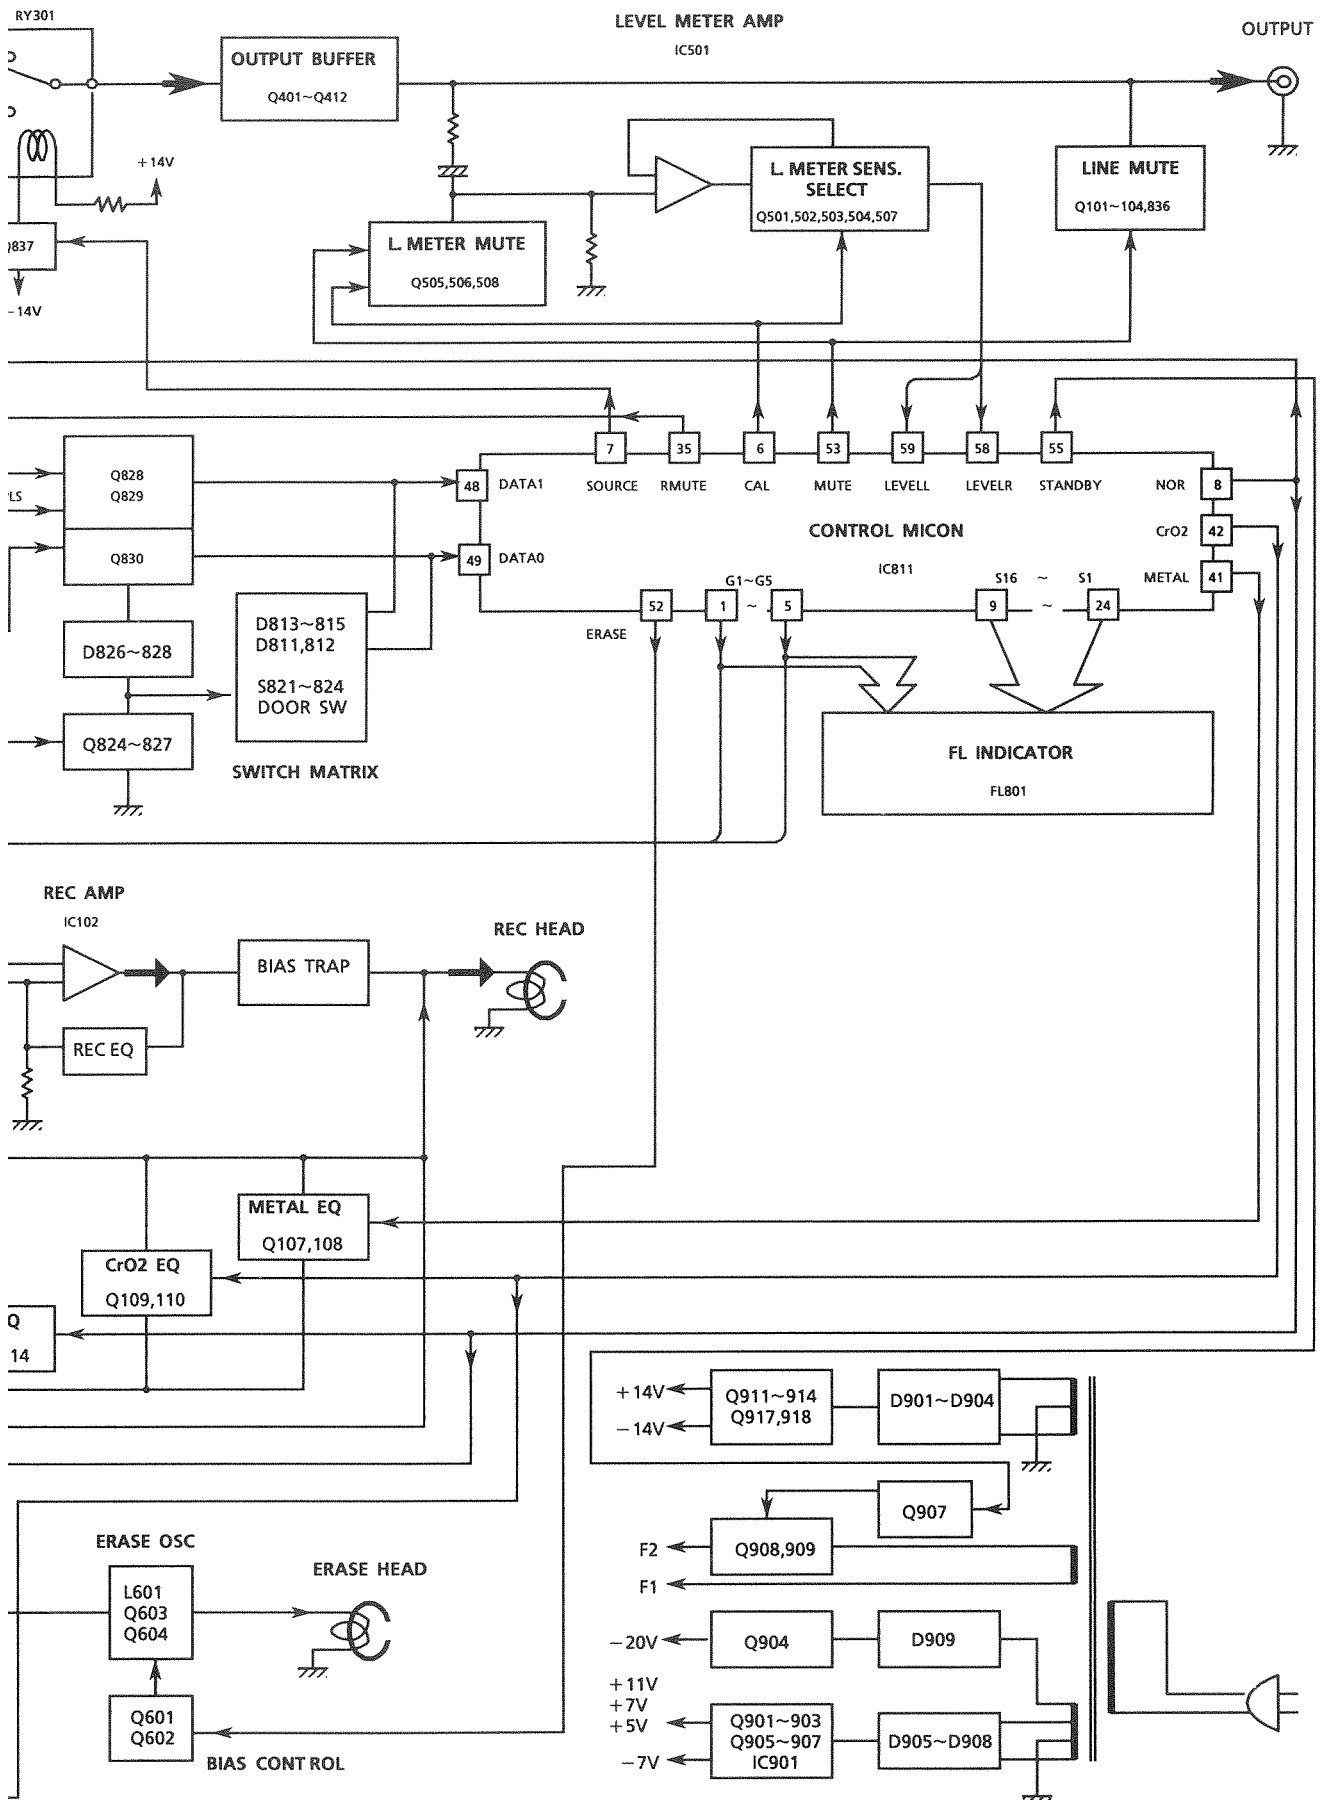 RY301
LEVEL METER AMP
IC501
OUTPUT
OUTPUT BUFFER
Q401~Q412
+14V
L. METER SENS.
SELECT
Q501,502,503,504,507
LINE MUTE
Q101~104,836
L. METER MUTE
Q505,506,508
-14V
7
35
6
53
59
58
55
SOURCE
RMUTE
CAL
MUTE
LEVELL
LEVELR
STANDBY
NOR
8
Q828
Q829
48
DATA1
CONTROL MICON
IC811
CrO2
42
Q830
49
DATA0
METAL
41
G1~G5
S16 ~ S1
52
1
~
5
9
~
24
ERASE
D813~815
D811,812
S821~824
DOOR SW
D826~828
Q824~827
SWITCH MATRIX
FL INDICATOR
FL801
REC AMP
IC102
REC HEAD
BIAS TRAP
REC EQ
METAL EQ
Q107,108
CrO2 EQ
Q109,110
Q
14
+14V
-14V
Q911~914
Q917,918
D901~D904
Q907
F2
Q908,909
F1
ERASE OSC
L601
Q603
Q604
ERASE HEAD
-20V
Q904
D909
+11V
+7V
+5V
-7V
Q901~903
Q905~907
IC901
D905~D908
Q601
Q602
BIAS CONTROL